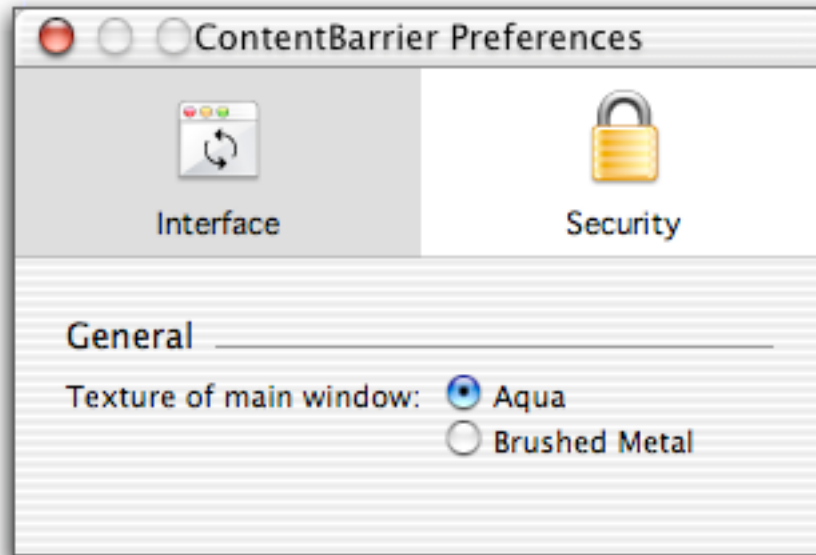 ContentBarrier Preferences
Interface
Security
General
Texture of main window: Aqua
Brushed Metal